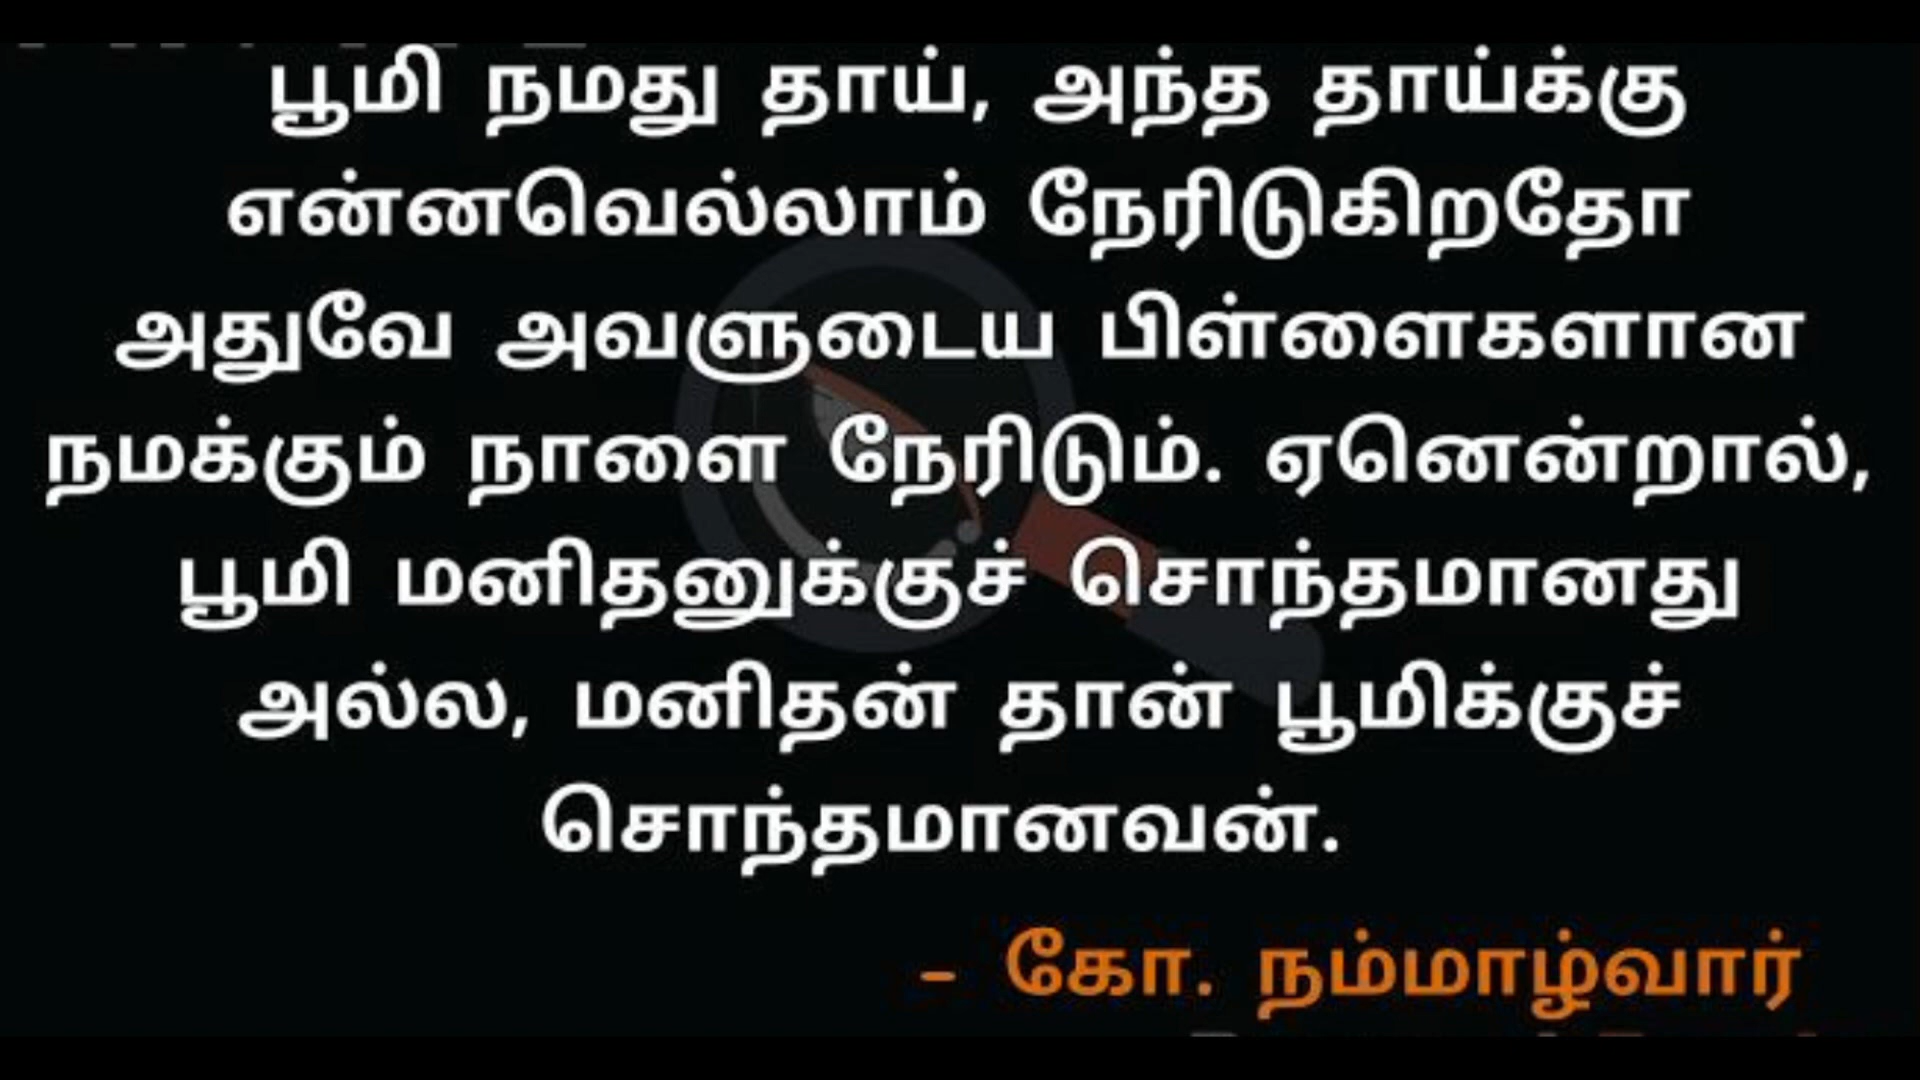 பூமி நமது தாய், அந்த தாய்க்கு
என்னவெல்லாம் நேரிடுகிறதோ
அதுவே அவளுடைய பிள்ளைகளான
நமக்கும் நாளை நேரிடும். ஏனென்றால்,
பூமி மனிதனுக்குச் சொந்தமானது
அல்ல, மனிதன் தான் பூமிக்குச்
சொந்தமானவன்.
- கோ. நம்மாழ்வார்